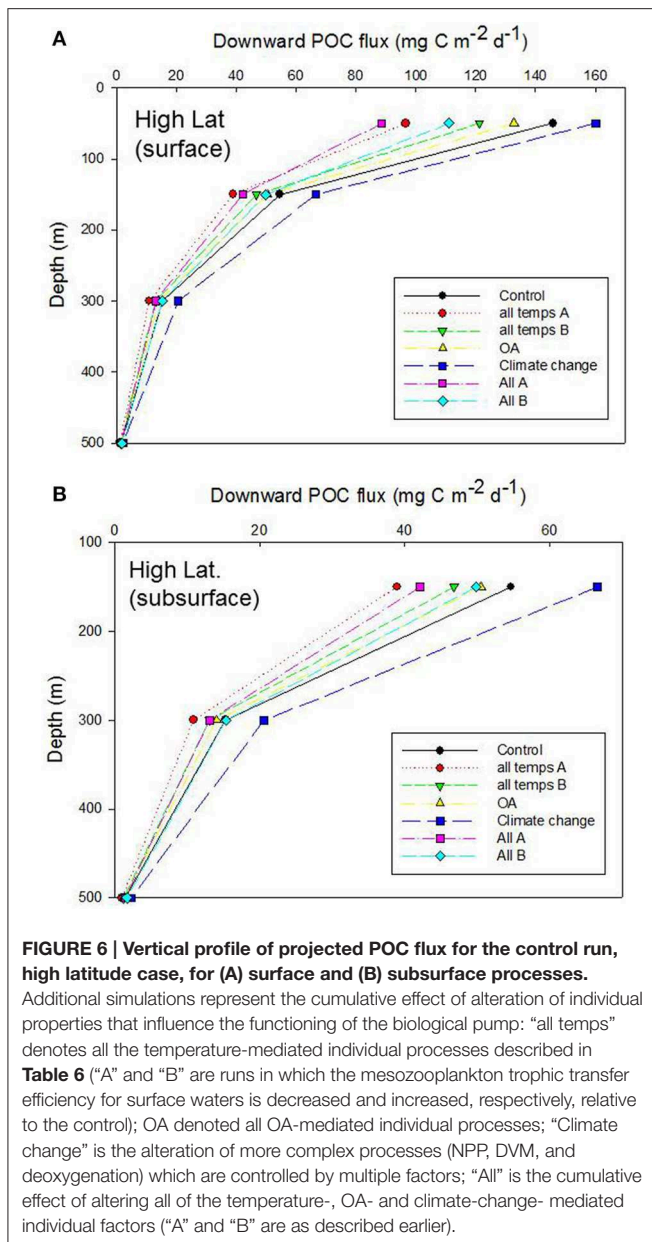 A
Downward POC flux (mg C m-2 d-1)
0 20 40 60 80 100 120 140 160
0
100
200
300
400
500
Depth (m)
High Lat
(surface)
Control
all temps A
all temps B
OA
Climate change
All A
All B
B
Downward POC flux (mg C m-2 d-1)
0 20 40 60
100
200
300
400
500
Depth (m)
High Lat.
(subsurface)
Control
all temps A
all temps B
OA
Climate change
All A
All B
FIGURE 6 | Vertical profile of projected POC flux for the control run,
high latitude case, for (A) surface and (B) subsurface processes.
Additional simulations represent the cumulative effect of alteration of individual
properties that influence the functioning of the biological pump: “all temps”
denotes all the temperature-mediated individual processes described in
Table 6 (“A” and “B” are runs in which the mesozooplankton trophic transfer
efficiency for surface waters is decreased and increased, respectively, relative
to the control); OA denoted all OA-mediated individual processes; “Climate
change” is the alteration of more complex processes (NPP, DVM, and
deoxygenation) which are controlled by multiple factors; “All” is the cumulative
effect of altering all of the temperature-, OA- and climate-change- mediated
individual factors (“A” and “B” are as described earlier).